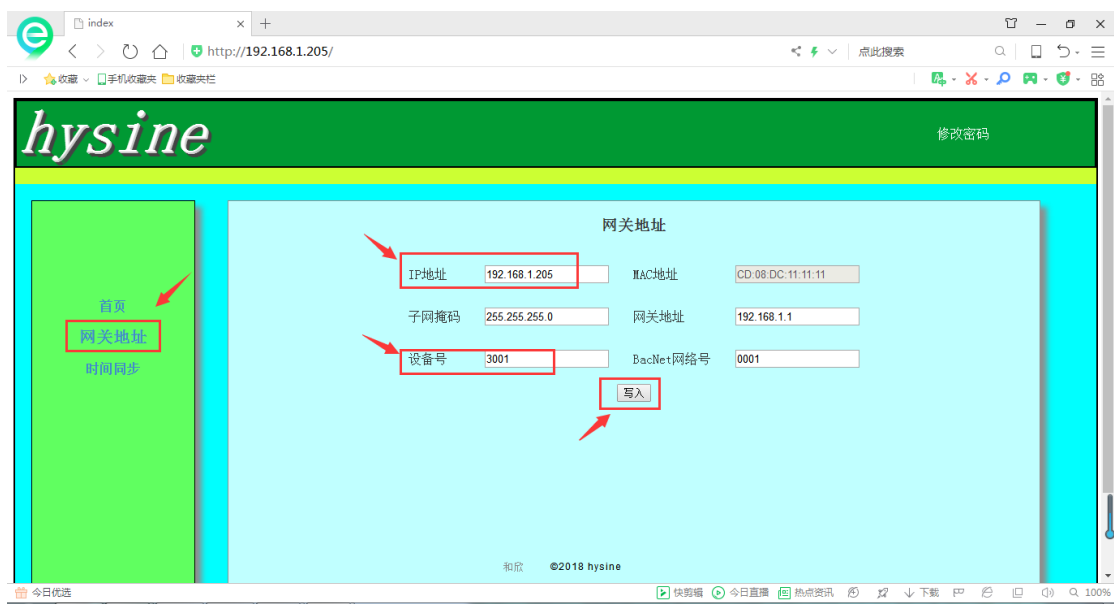 index
http://192.168.1.205/
点此搜索
收藏 手机收藏夹 收藏夹栏
hysine
修改密码
首页
网关地址
时间同步
网关地址
IP地址 192.168.1.205 MAC地址 CD:08:DC:11:11:11
子网掩码 255.255.255.0 网关地址 192.168.1.1
设备号 3001 BacNet网络号 0001
写入
和欣 ©2018 hysine
今日优选 快剪辑 今日直播 热点资讯 下载 100%